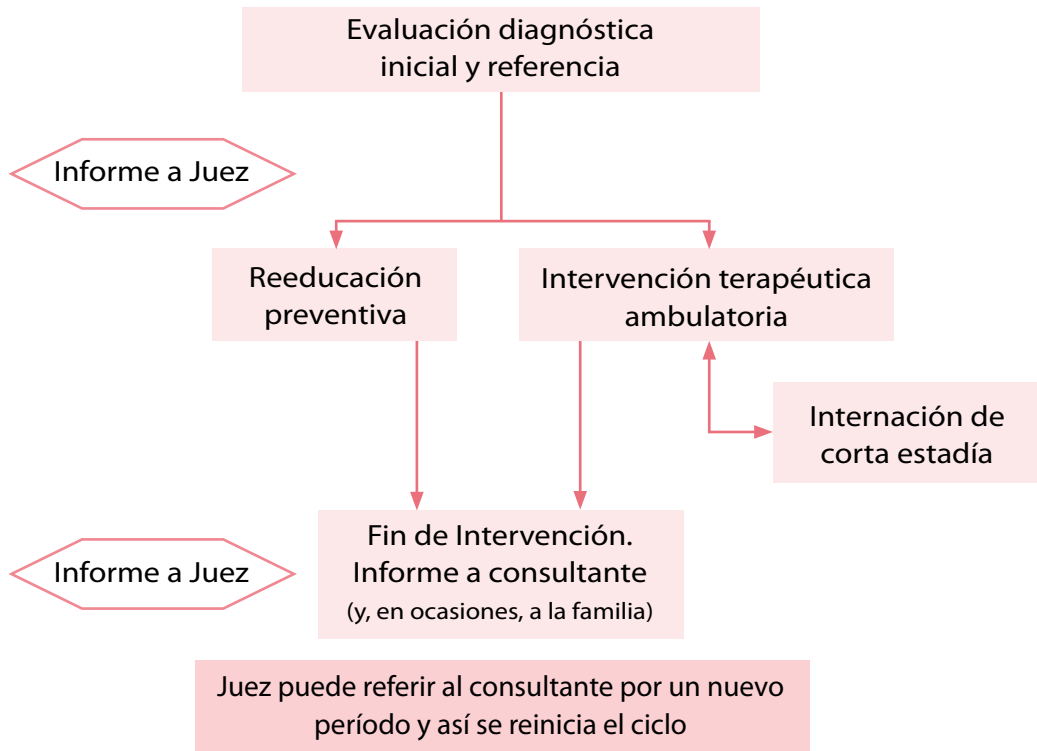 Evaluación diagnóstica
inicial y referencia
Informe a Juez
Reeducación
preventiva
Intervención terapéutica
ambulatoria
Internación de
corta estadía
Fin de Intervención.
Informe a consultante
(y, en ocasiones, a la familia)
Informe a Juez
Juez puede referir al consultante por un nuevo
período y así se reinicia el ciclo